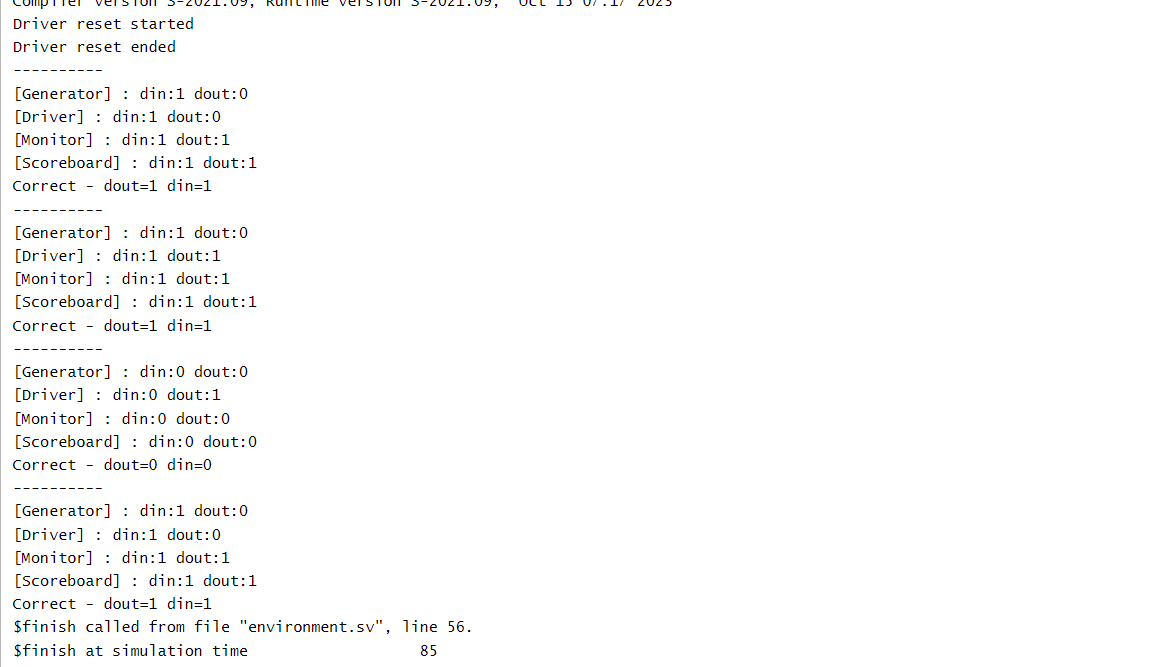 Compiler version S-2021.09; Runtime version S-2021.09; Oct 15 07:17 2023
Driver reset started
Driver reset ended
----------
[Generator] : din:1 dout:0
[Driver] : din:1 dout:0
[Monitor] : din:1 dout:1
[Scoreboard] : din:1 dout:1
Correct - dout=1 din=1
----------
[Generator] : din:1 dout:0
[Driver] : din:1 dout:1
[Monitor] : din:1 dout:1
[Scoreboard] : din:1 dout:1
Correct - dout=1 din=1
----------
[Generator] : din:0 dout:0
[Driver] : din:0 dout:1
[Monitor] : din:0 dout:0
[Scoreboard] : din:0 dout:0
Correct - dout=0 din=0
----------
[Generator] : din:1 dout:0
[Driver] : din:1 dout:0
[Monitor] : din:1 dout:1
[Scoreboard] : din:1 dout:1
Correct - dout=1 din=1
$finish called from file "environment.sv", line 56.
$finish at simulation time 85